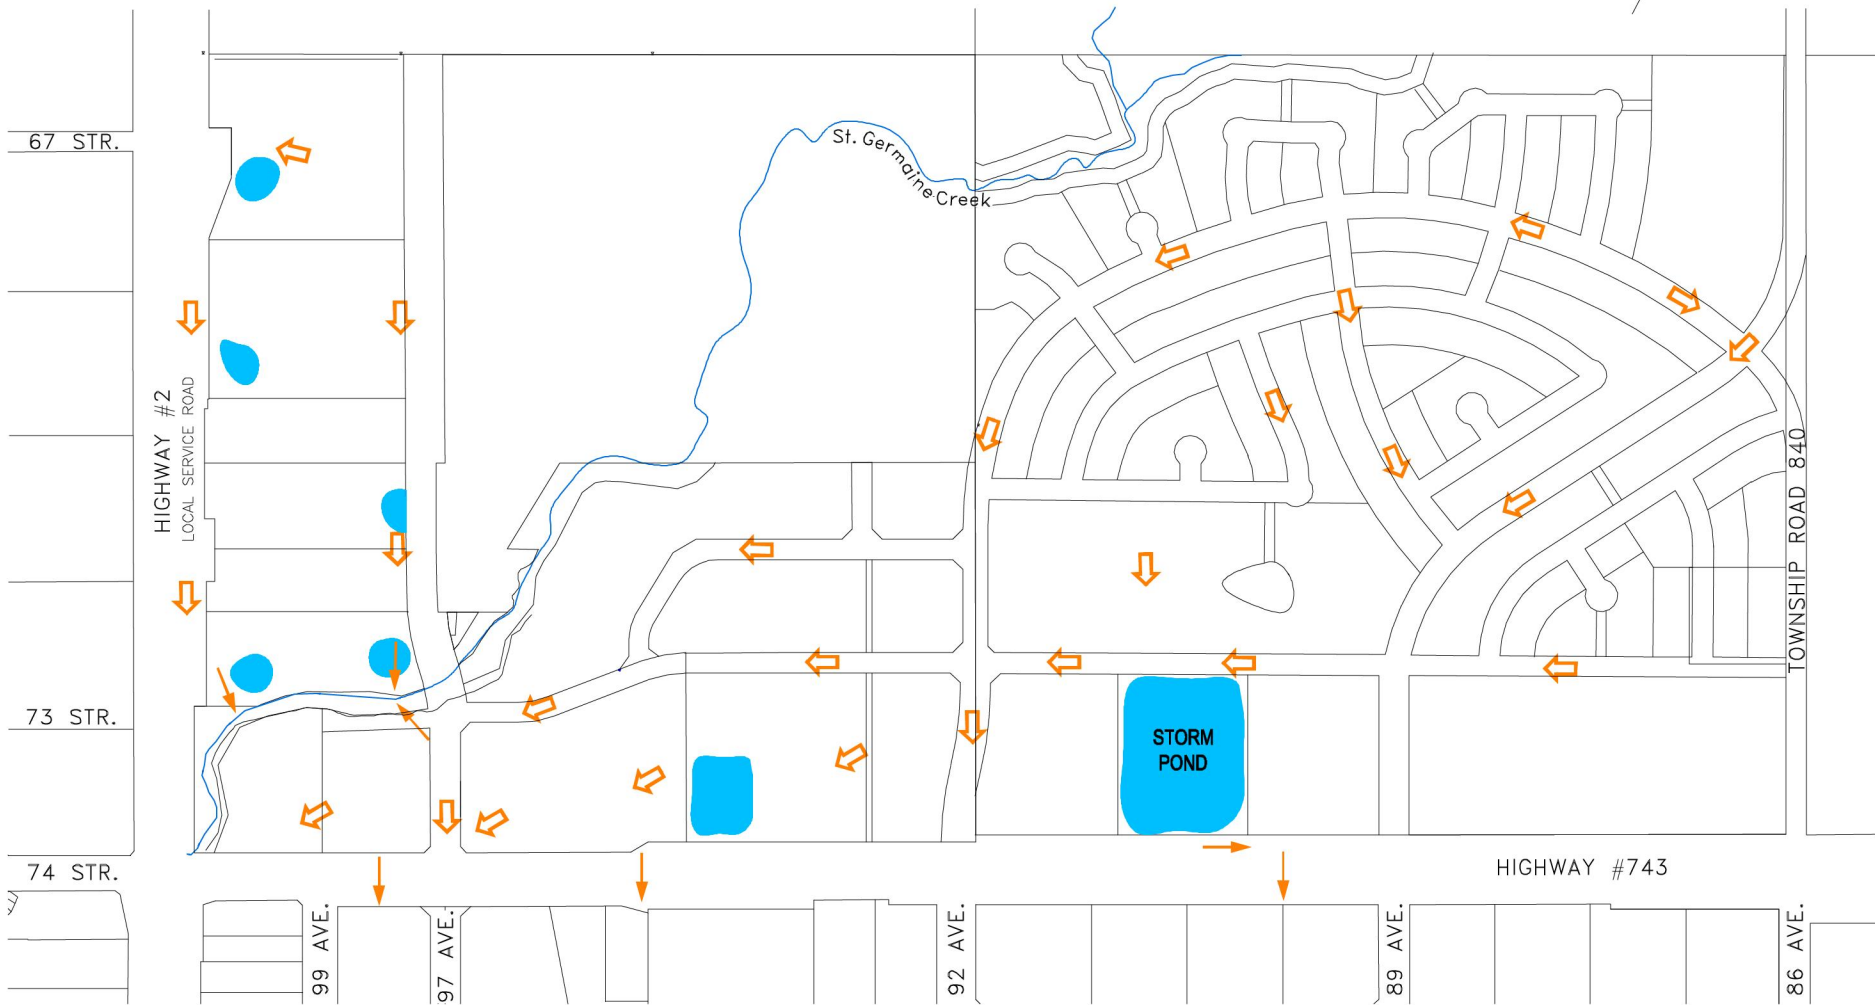 67 STR.
St. Germaine Creek
HIGHWAY #2
LOCAL SERVICE ROAD
TOWNSHIP ROAD 840
73 STR.
STORM
POND
74 STR.
HIGHWAY #743
99 AVE.
97 AVE.
92 AVE.
89 AVE.
86 AVE.